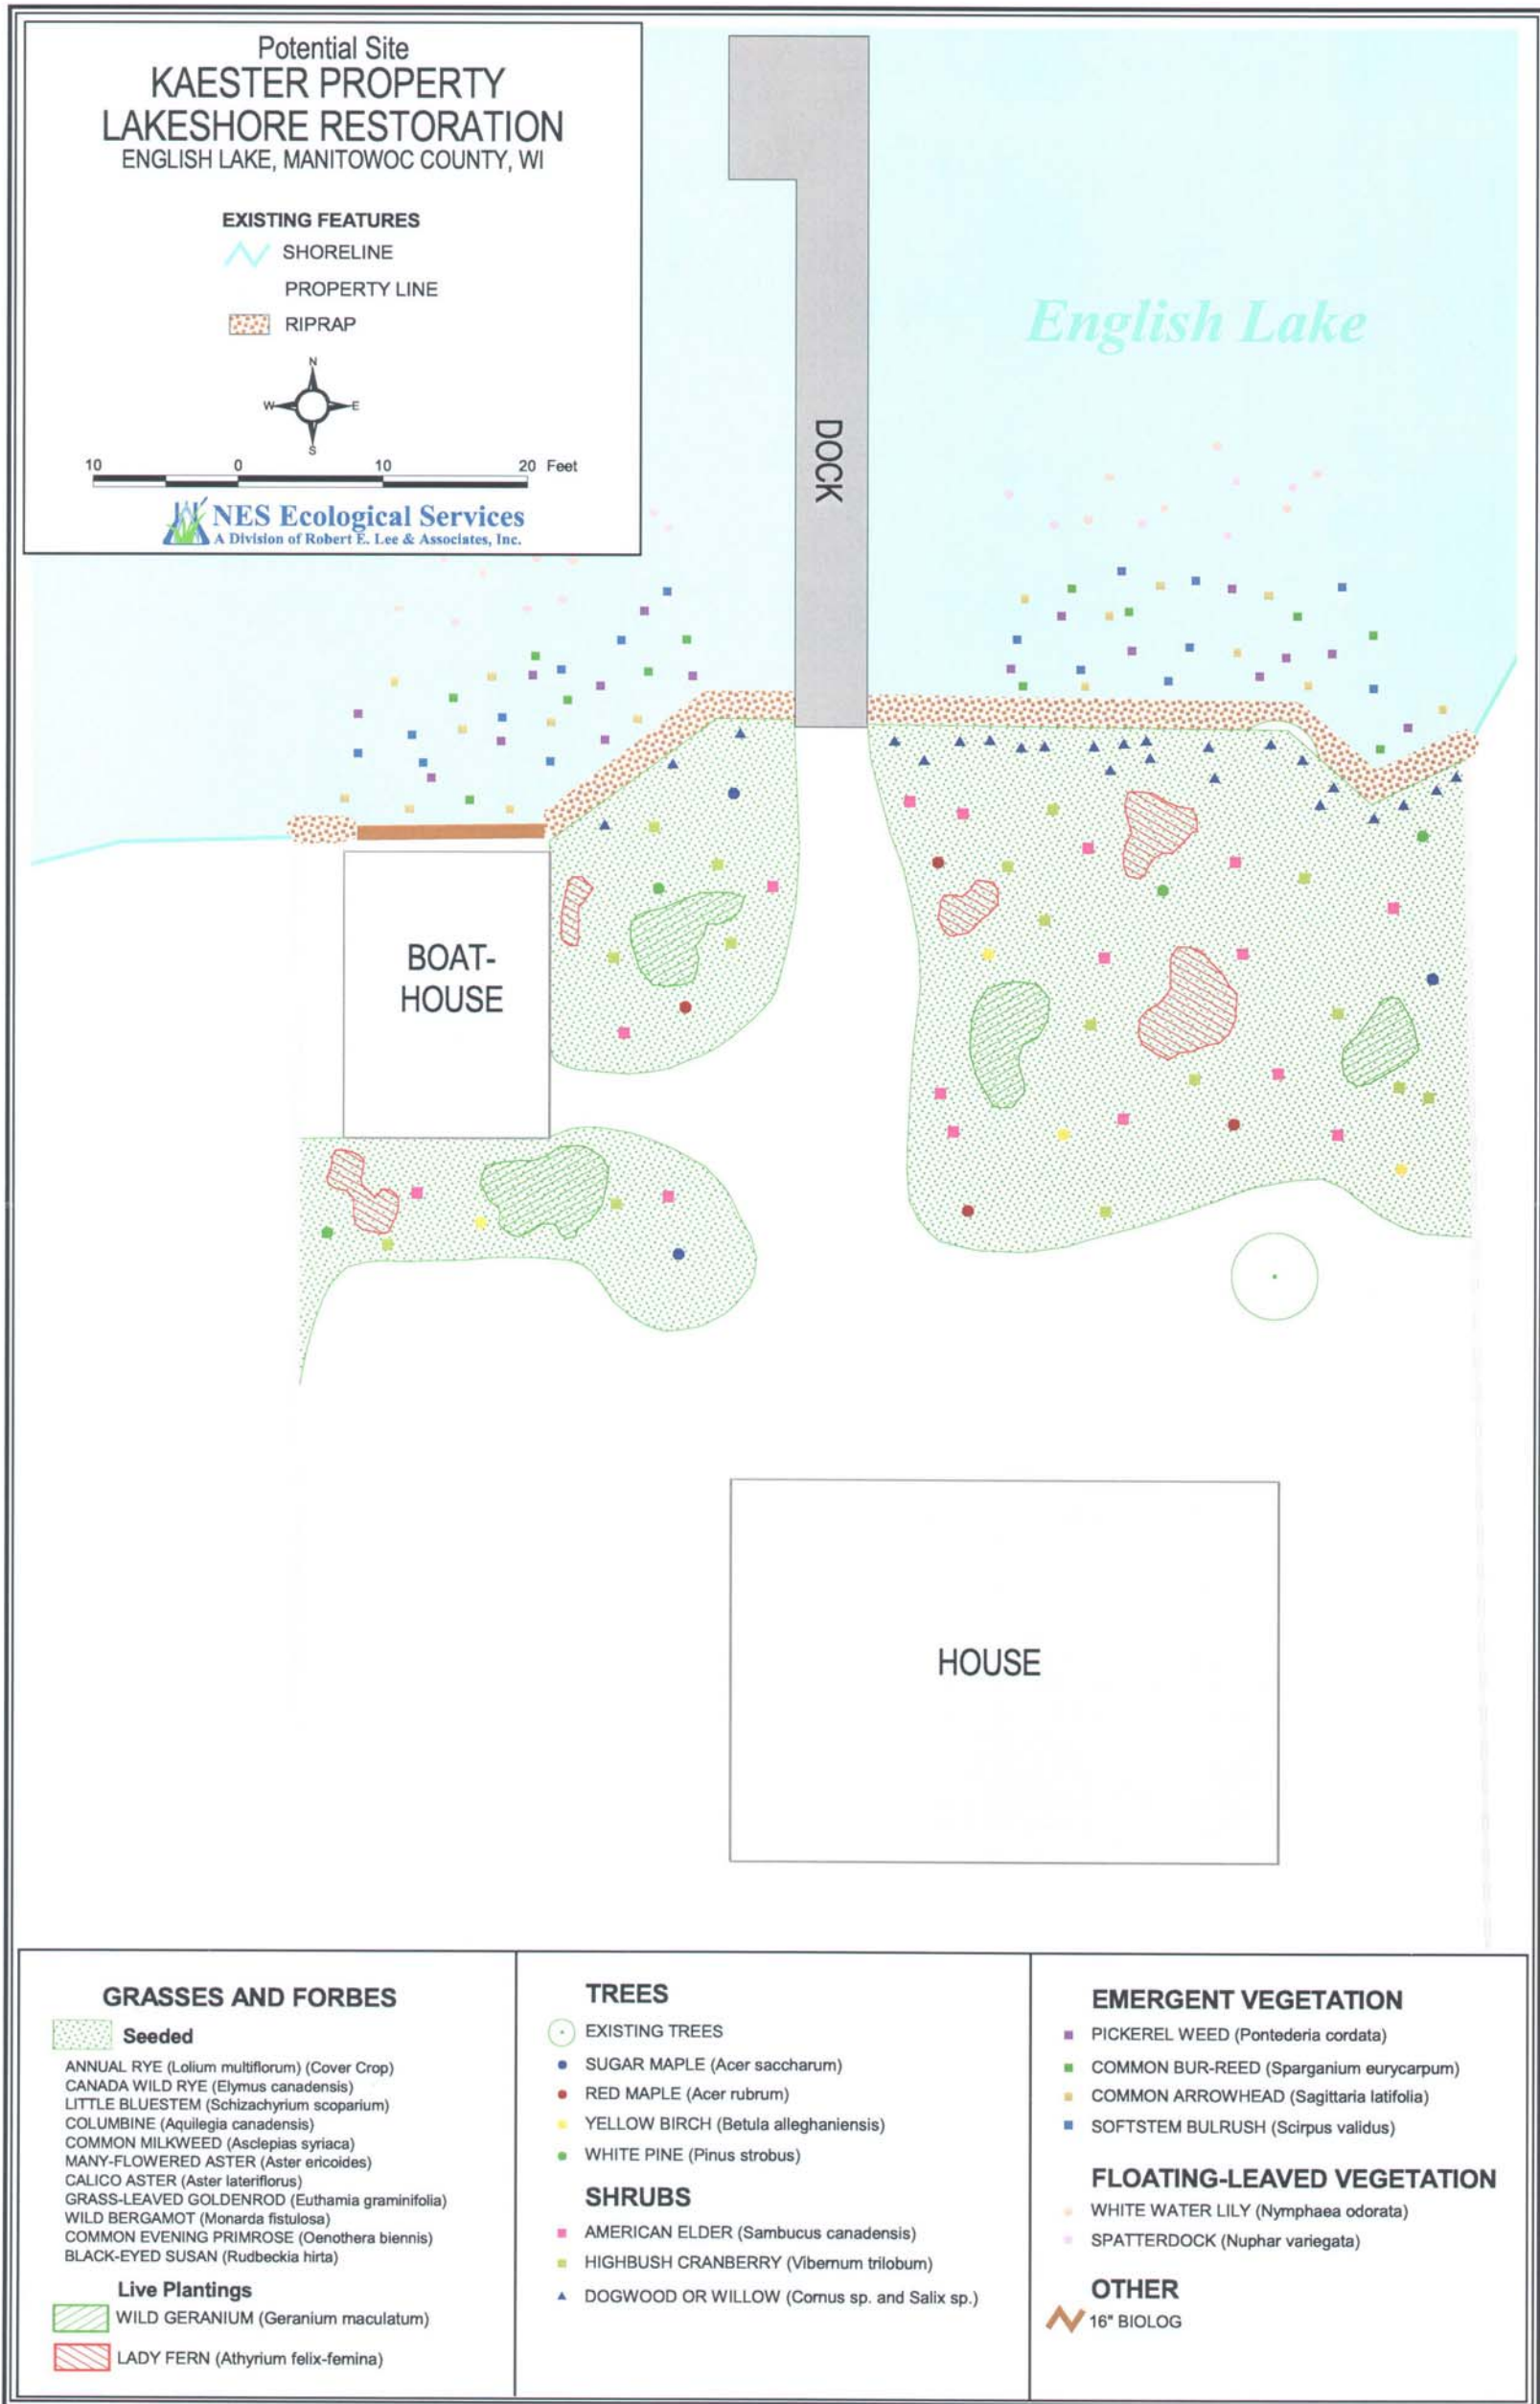 Potential Site
KAESTER PROPERTY
LAKESHORE RESTORATION
ENGLISH LAKE, MANITOWOC COUNTY, WI
EXISTING FEATURES
SHORELINE
PROPERTY LINE
RIPRAP
N
W E
S
10 0 10 20 Feet
NES Ecological Services
A Division of Robert E. Lee & Associates, Inc.
English Lake
DOCK
BOAT-
HOUSE
HOUSE
GRASSES AND FORBES
Seeded
ANNUAL RYE (Lolium multiflorum) (Cover Crop)
CANADA WILD RYE (Elymus canadensis)
LITTLE BLUESTEM (Schizachyrium scoparium)
COLUMBINE (Aquilegia canadensis)
COMMON MILKWEED (Asclepias syriaca)
MANY-FLOWERED ASTER (Aster ericoides)
CALICO ASTER (Aster lateriflorus)
GRASS-LEAVED GOLDENROD (Euthamia graminifolia)
WILD BERGAMOT (Monarda fistulosa)
COMMON EVENING PRIMROSE (Oenothera biennis)
BLACK-EYED SUSAN (Rudbeckia hirta)
Live Plantings
WILD GERANIUM (Geranium maculatum)
LADY FERN (Athyrium felix-femina)
TREES
EXISTING TREES
SUGAR MAPLE (Acer saccharum)
RED MAPLE (Acer rubrum)
YELLOW BIRCH (Betula alleghaniensis)
WHITE PINE (Pinus strobus)
SHRUBS
AMERICAN ELDER (Sambucus canadensis)
HIGHBUSH CRANBERRY (Vibernum trilobum)
DOGWOOD OR WILLOW (Cornus sp. and Salix sp.)
EMERGENT VEGETATION
PICKEREL WEED (Pontederia cordata)
COMMON BUR-REED (Sparganium eurycarpum)
COMMON ARROWHEAD (Sagittaria latifolia)
SOFTSTEM BULRUSH (Scirpus validus)
FLOATING-LEAVED VEGETATION
WHITE WATER LILY (Nymphaea odorata)
SPATTERDOCK (Nuphar variegata)
OTHER
16" BIOLOG